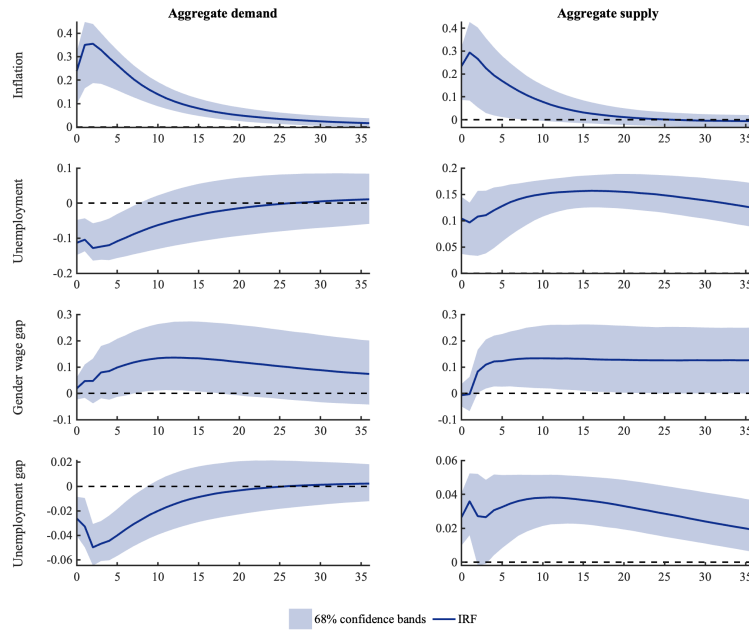 Aggregate demand
Aggregate supply
Inflation
0.4
0.3
0.2
0.1
0
0 5 10 15 20 25 30 35
0.4
0.3
0.2
0.1
0
0 5 10 15 20 25 30 35
Unemployment
0.1
0
-0.1
-0.2
0 5 10 15 20 25 30 35
0.2
0.15
0.1
0.05
0
0 5 10 15 20 25 30 35
Gender wage gap
0.3
0.2
0.1
0
-0.1
0 5 10 15 20 25 30 35
0.3
0.2
0.1
0
-0.1
0 5 10 15 20 25 30 35
Unemployment gap
0.02
0
-0.02
-0.04
-0.06
0 5 10 15 20 25 30 35
0.06
0.04
0.02
0
0 5 10 15 20 25 30 35
68% confidence bands IRF